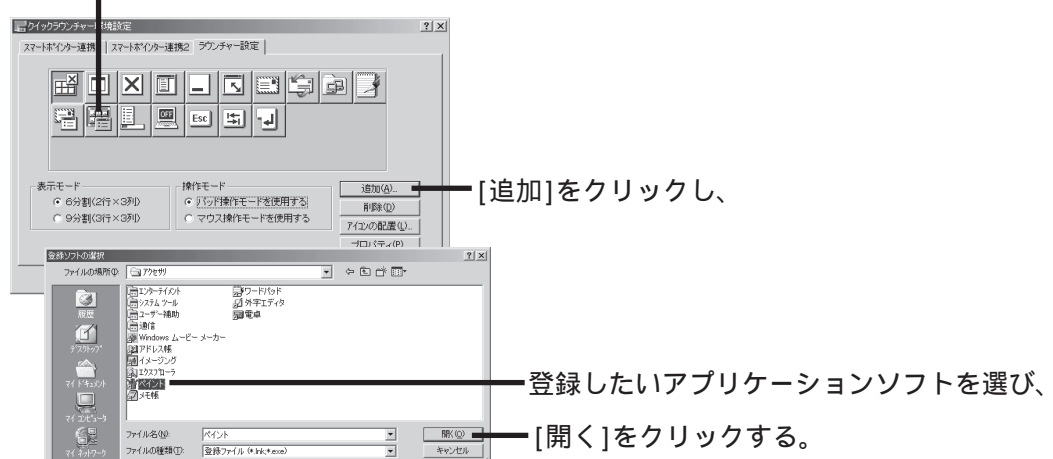 クイックラウンチャー環境設定
スマートポインター連携1 スマートポインター連携2 ラウンチャー設定
OFF Esc
表示モード
6分割(2行×3列)
9分割(3行×3列)
操作モード
パッド操作モードを使用する
マウス操作モードを使用する
追加(A)...
削除(D)
アイコンの配置(L)...
プロパティ(P)
[追加]をクリックし、
登録ソフトの選択
ファイルの場所(I): アクセサリ
履歴
デスクトップ
マイ ドキュメント
マイ コンピュータ
マイ ネットワーク
エンターテイメント
システム ツール
ユーザー補助
通信
Windows ムービー メーカー
アドレス帳
イメージング
エクスプローラ
ペイント
メモ帳
ワードパッド
外字エディタ
電卓
登録したいアプリケーションソフトを選び、
ファイル名(N): ペイント 開く(O)
[開く]をクリックする。
ファイルの種類(T): 登録ファイル (*.lnk;*.exe) キャンセル